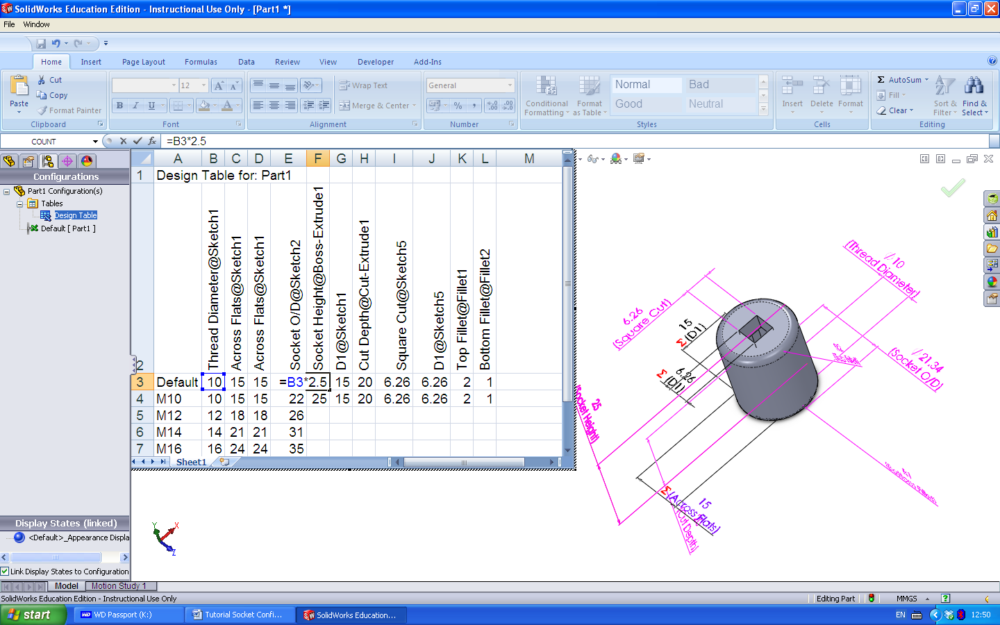 SolidWorks Education Edition - Instructional Use Only - [Part1 *]
File Window
Home Insert Page Layout Formulas Data Review View Developer Add-Ins
Paste Cut Copy Format Painter
12
Wrap Text
Merge & Center
General
Conditional Formatting
Format as Table
Normal Bad
Good Neutral
Insert Delete Format
Σ AutoSum
Fill
Clear
Sort & Filter
Find & Select
Clipboard Font Alignment Number Styles Cells Editing
COUNT =B3*2.5
A B C D E F G H I J K L M
1 Design Table for: Part1
2 Thread Diameter@Sketch1
Across Flats@Sketch1
Across Flats@Sketch1
Socket O/D@Sketch2
Socket Height@Boss-Extrude1
D1@Sketch1
Cut Depth@Cut-Extrude1
Square Cut@Sketch5
D1@Sketch5
Top Fillet@Fillet1
Bottom Fillet@Fillet2
3 Default 10 15 15 =B3*2.5 15 20 6.26 6.26 2 1
4 M10 10 15 15 22 25 15 20 6.26 6.26 2 1
5 M12 12 18 18 26
6 M14 14 21 21 31
7 M16 16 24 24 35
Sheet1
Configurations
Part1 Configuration(s)
Tables
Design Table
Default [ Part1 ]
Display States (linked)
<Default>_Appearance Displa
Link Display States to Configuration
10
(Thread Diameter)
6.26
(Square Cut)
15
Σ(D1)
6.26
Σ (D1)
21.34
(Socket O/D)
25
(Socket Height)
15
Σ(Across Flats)
(Cut Depth)
Y X Z
Model Motion Study 1
SolidWorks Education Edition - Instructional Use Only Editing Part MMGS
start WD Passport (K:) Tutorial Socket Confi... SolidWorks Education... EN 12:50